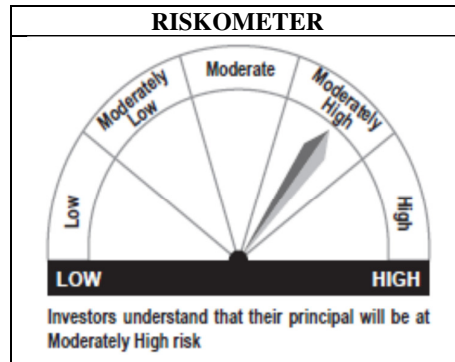 RISKOMETER
Moderate
Moderately
Low
Moderately
High
Low
High
LOW HIGH
Investors understand that their principal will be at
Moderately High risk